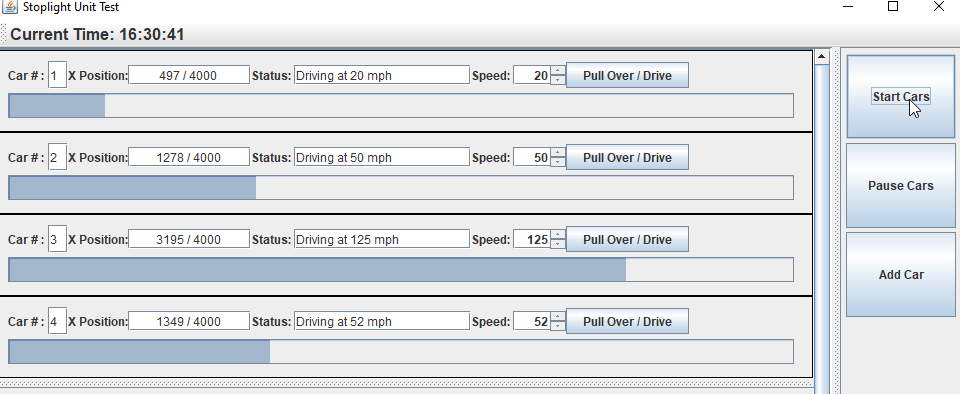 Stoplight Unit Test
Current Time: 16:30:41
Car # : 1 X Position: 497 / 4000 Status: Driving at 20 mph Speed: 20 Pull Over / Drive
Start Cars
Car # : 2 X Position: 1278 / 4000 Status: Driving at 50 mph Speed: 50 Pull Over / Drive
Pause Cars
Car # : 3 X Position: 3195 / 4000 Status: Driving at 125 mph Speed: 125 Pull Over / Drive
Add Car
Car # : 4 X Position: 1349 / 4000 Status: Driving at 52 mph Speed: 52 Pull Over / Drive